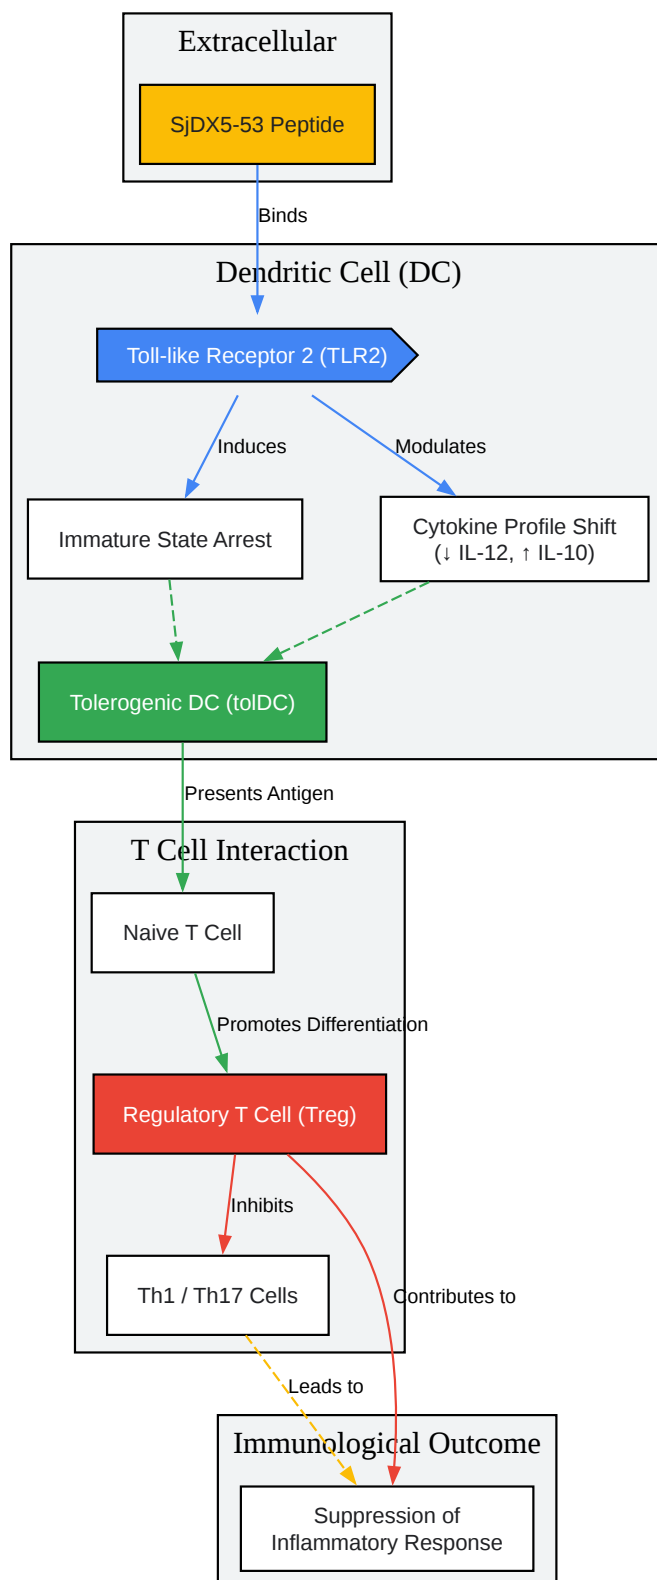 Extracellular
SjDX5-53 Peptide
Binds
Dendritic Cell (DC)
Toll-like Receptor 2 (TLR2)
Induces
Modulates
Immature State Arrest
Cytokine Profile Shift
(↓ IL-12, ↑ IL-10)
Tolerogenic DC (tolDC)
Presents Antigen
T Cell Interaction
Naive T Cell
Promotes Differentiation
Regulatory T Cell (Treg)
Inhibits
Th1 / Th17 Cells
Contributes to
Leads to
Immunological Outcome
Suppression of
Inflammatory Response